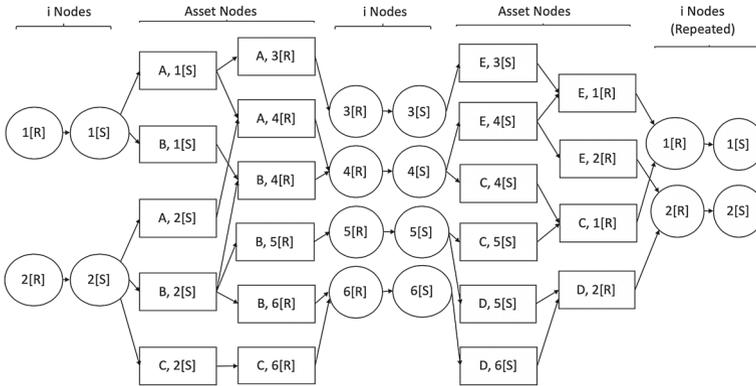 i Nodes
Asset Nodes
i Nodes
Asset Nodes
i Nodes
(Repeated)
1[R]
1[S]
2[R]
2[S]
A, 1[S]
B, 1[S]
A, 2[S]
B, 2[S]
C, 2[S]
A, 3[R]
A, 4[R]
B, 4[R]
B, 5[R]
B, 6[R]
C, 6[R]
3[R]
3[S]
4[R]
4[S]
5[R]
5[S]
6[R]
6[S]
E, 3[S]
E, 4[S]
C, 4[S]
C, 5[S]
D, 5[S]
D, 6[S]
E, 1[R]
E, 2[R]
C, 1[R]
D, 2[R]
1[R]
1[S]
2[R]
2[S]